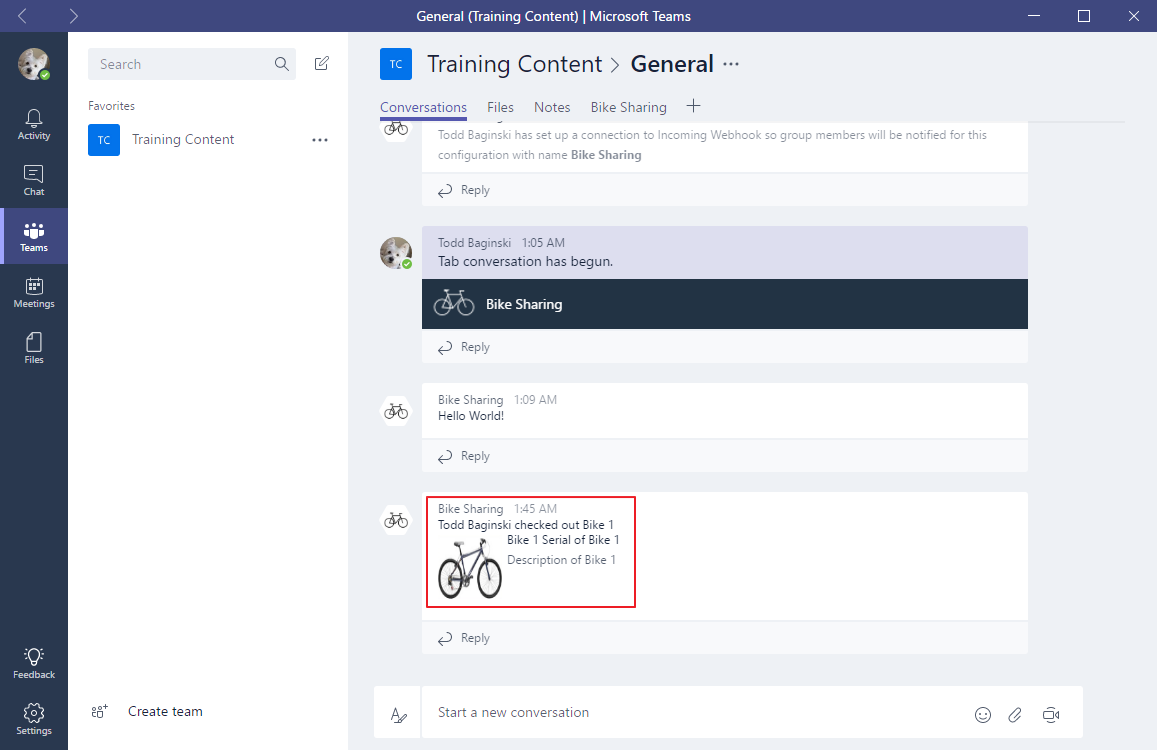 General (Training Content) | Microsoft Teams
Search
Activity
Chat
Teams
Meetings
Files
Feedback
Settings
Favorites
TC
Training Content
Create team
TC
Training Content > General
Conversations Files Notes Bike Sharing
Todd Baginski has set up a connection to Incoming Webhook so group members will be notified for this
configuration with name Bike Sharing
Reply
Todd Baginski 1:05 AM
Tab conversation has begun.
Bike Sharing
Reply
Bike Sharing 1:09 AM
Hello World!
Reply
Bike Sharing 1:45 AM
Todd Baginski checked out Bike 1
Bike 1 Serial of Bike 1
Description of Bike 1
Reply
Start a new conversation